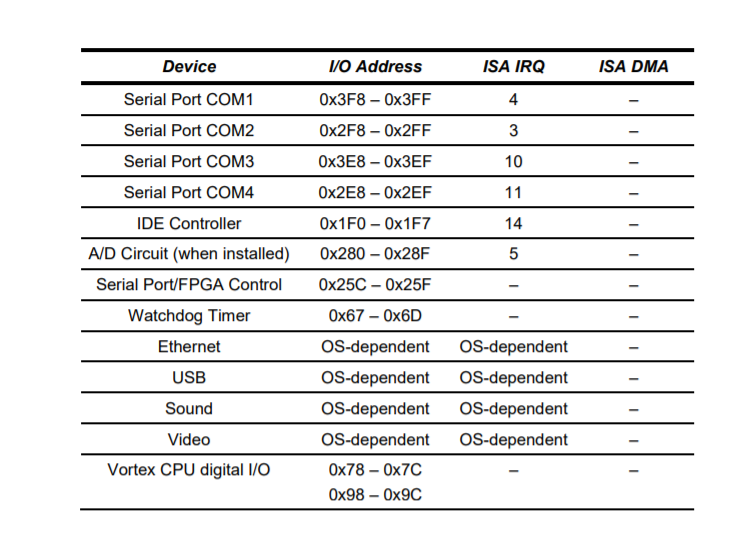 Device I/O Address ISA IRQ ISA DMA
Serial Port COM1 0x3F8 – 0x3FF 4 –
Serial Port COM2 0x2F8 – 0x2FF 3 –
Serial Port COM3 0x3E8 – 0x3EF 10 –
Serial Port COM4 0x2E8 – 0x2EF 11 –
IDE Controller 0x1F0 – 0x1F7 14 –
A/D Circuit (when installed) 0x280 – 0x28F 5 –
Serial Port/FPGA Control 0x25C – 0x25F – –
Watchdog Timer 0x67 – 0x6D – –
Ethernet OS-dependent OS-dependent –
USB OS-dependent OS-dependent –
Sound OS-dependent OS-dependent –
Video OS-dependent OS-dependent –
Vortex CPU digital I/O 0x78 – 0x7C – –
0x98 – 0x9C